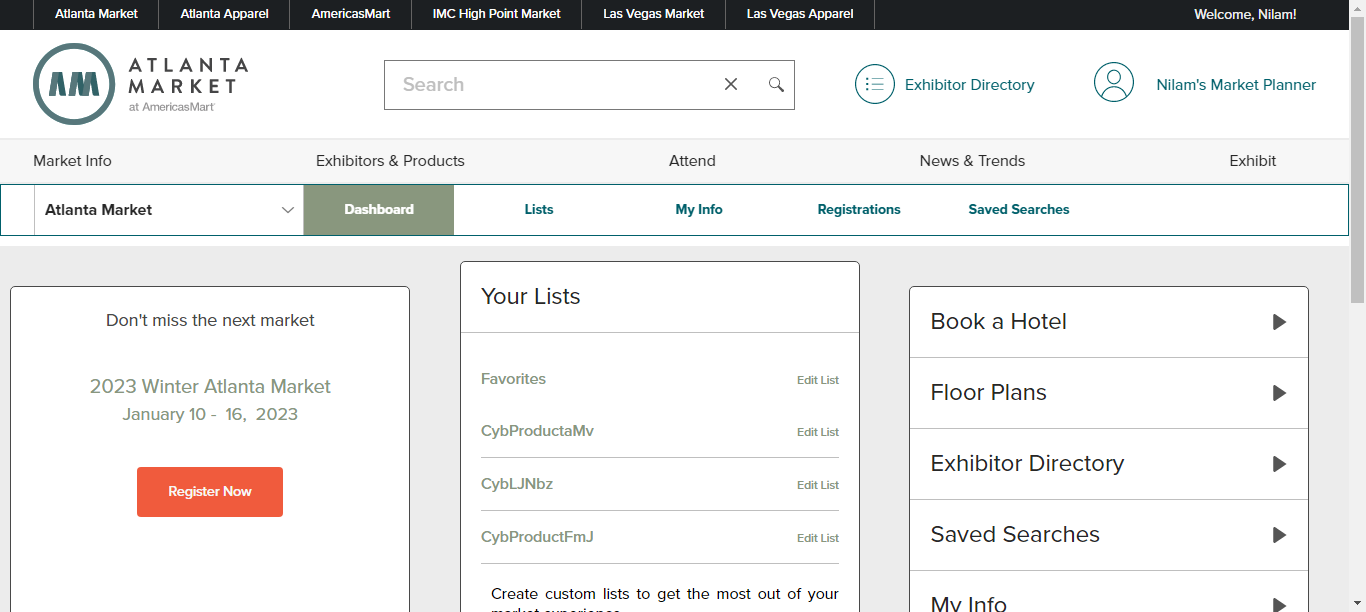 Atlanta Market
Atlanta Apparel
AmericasMart
IMC High Point Market
Las Vegas Market
Las Vegas Apparel
Welcome, Nilam!
AM
ATLANTA
MARKET
at AmericasMart
Search
Exhibitor Directory
Nilam's Market Planner
Market Info
Exhibitors & Products
Attend
News & Trends
Exhibit
Atlanta Market
Dashboard
Lists
My Info
Registrations
Saved Searches
Don't miss the next market
2023 Winter Atlanta Market
January 10 - 16, 2023
Register Now
Your Lists
Favorites
Edit List
CybProductaMv
Edit List
CybLJNbz
Edit List
CybProductFmJ
Edit List
Create custom lists to get the most out of your
market experience
Book a Hotel
Floor Plans
Exhibitor Directory
Saved Searches
My Info